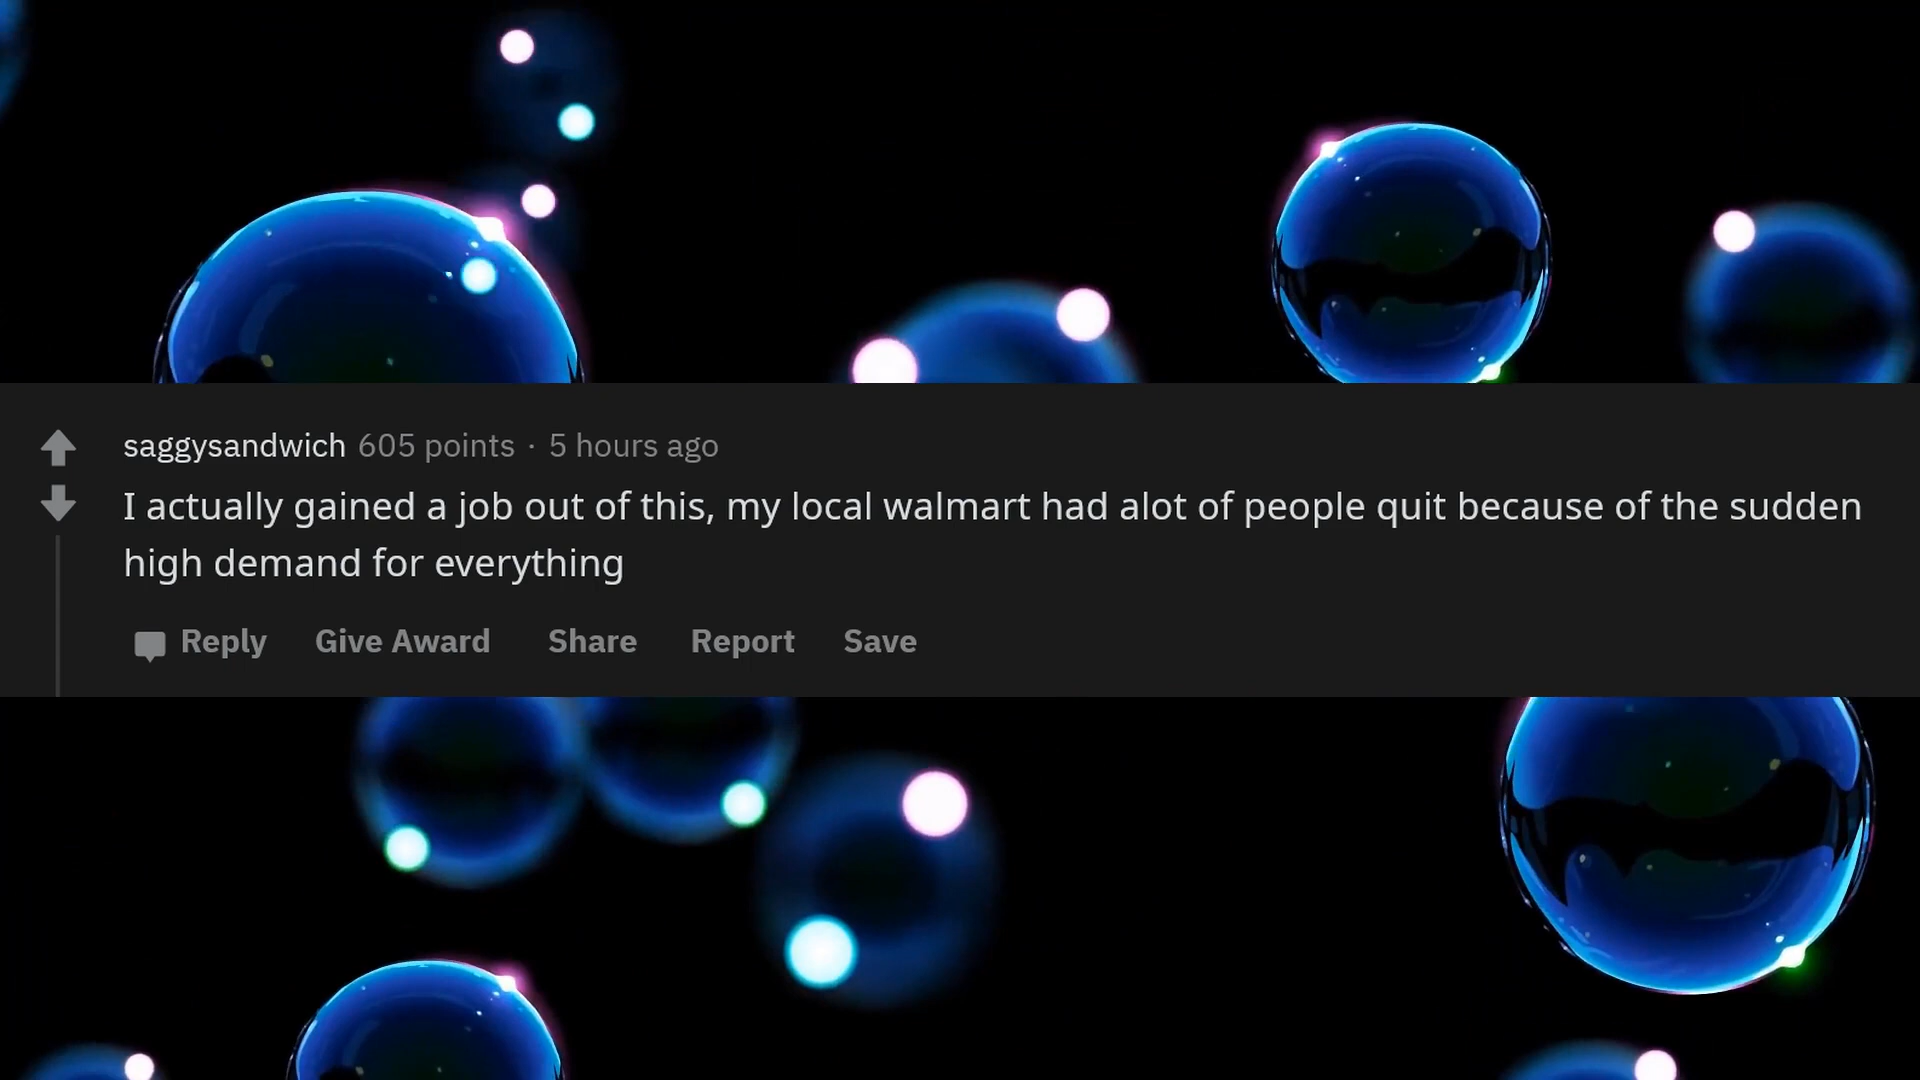 saggysandwich 605 points · 5 hours ago
I actually gained a job out of this, my local walmart had alot of people quit because of the sudden
high demand for everything
Reply Give Award Share Report Save